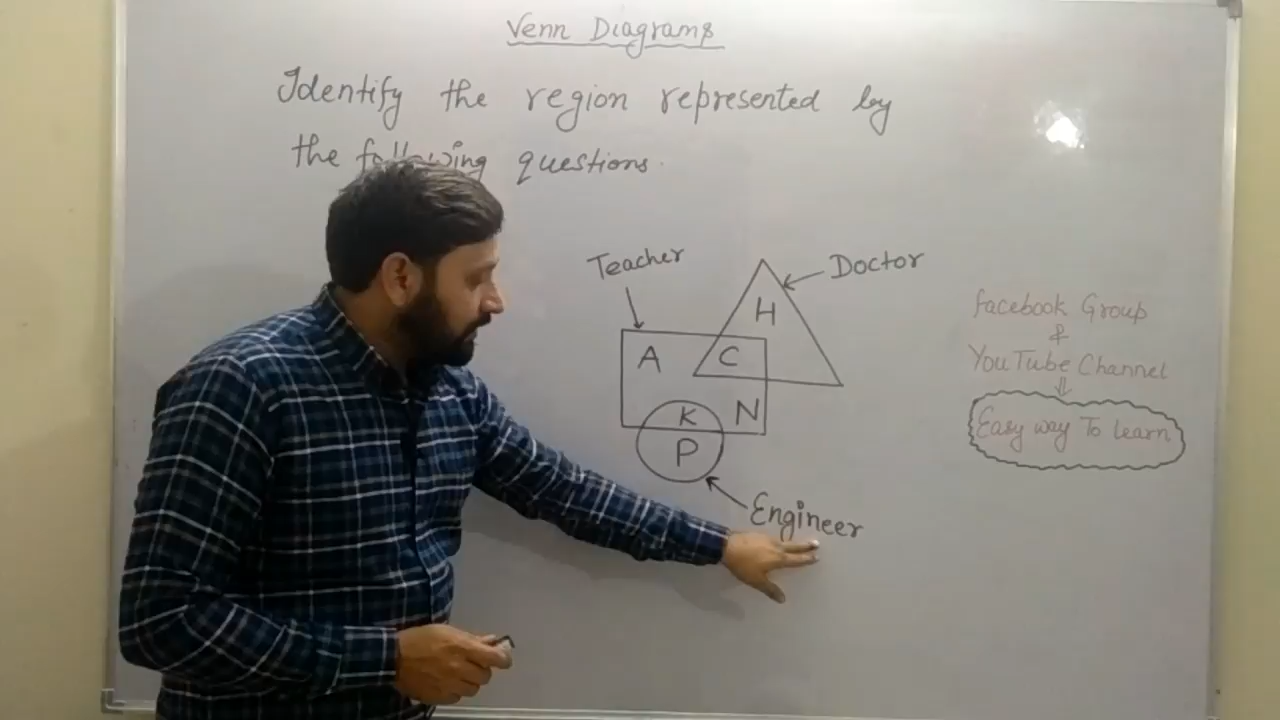 Venn Diagrams
Identify the region represented by
the following questions.
Teacher
Doctor
H
A
C
K
N
P
Engineer
facebook Group
&
YouTube Channel
Easy way To learn